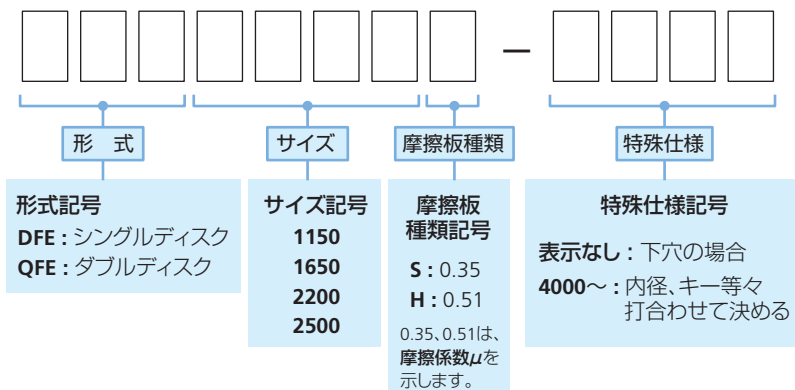 形 式
サイズ
摩擦板種類
特殊仕様
形式記号
DFE : シングルディスク
QFE : ダブルディスク
サイズ記号
1150
1650
2200
2500
摩擦板
種類記号
S : 0.35
H : 0.51
0.35、0.51は、
摩擦係数μを
示します。
特殊仕様記号
表示なし : 下穴の場合
4000〜 : 内径、キー等々
打合わせて決める